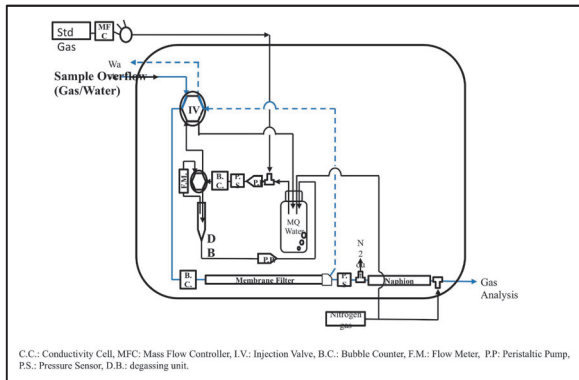 Std
Gas
MF
C
Wa
Sample Overflow
(Gas/Water)
IV
F.M.
B.
C.
P.
S
P.P
MQ
Water
D
B
P.P
N
2
B.
C.
Membrane Filter
P.
S
Naphion
Gas
Analysis
Nitrogen
gas
C.C.: Conductivity Cell, MFC: Mass Flow Controller, I.V.: Injection Valve, B.C.: Bubble Counter, F.M.: Flow Meter, P.P: Peristaltic Pump,
P.S.: Pressure Sensor, D.B.: degassing unit.